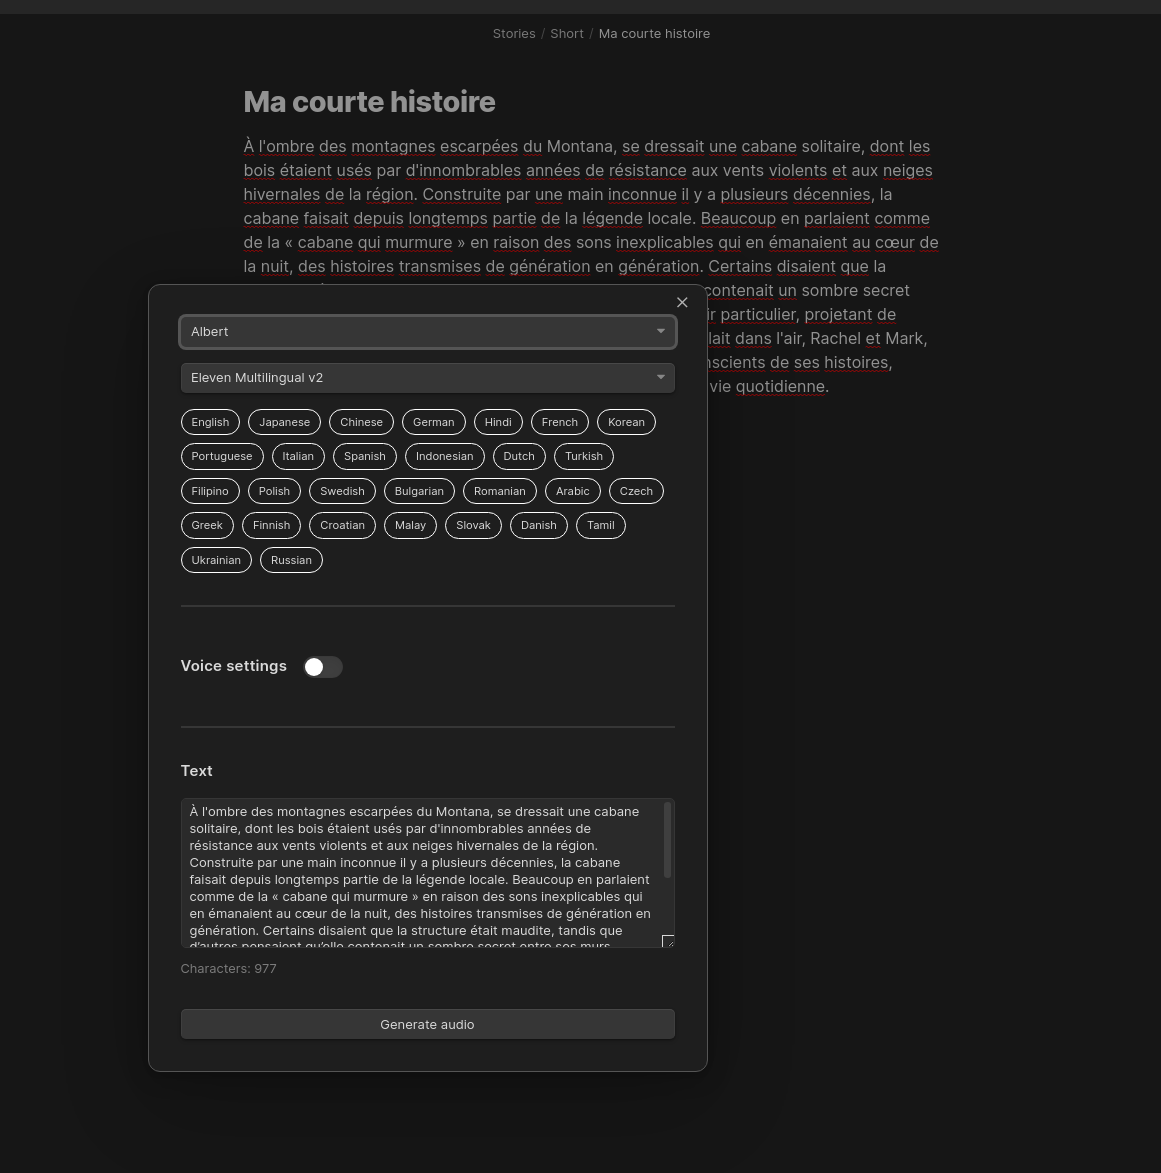 Stories / Short / Ma courte histoire
Ma courte histoire
À l'ombre des montagnes escarpées du Montana, se dressait une cabane solitaire, dont les
bois étaient usés par d'innombrables années de résistance aux vents violents et aux neiges
hivernales de la région. Construite par une main inconnue il y a plusieurs décennies, la
cabane faisait depuis longtemps partie de la légende locale. Beaucoup en parlaient comme
de la « cabane qui murmure » en raison des sons inexplicables qui en émanaient au cœur de
la nuit, des histoires transmises de génération en génération. Certains disaient que la
contenait un sombre secret
particulier, projetant de
dans l'air, Rachel et Mark,
de ses histoires,
vie quotidienne.
Albert
Eleven Multilingual v2
English Japanese Chinese German Hindi French Korean
Portuguese Italian Spanish Indonesian Dutch Turkish
Filipino Polish Swedish Bulgarian Romanian Arabic Czech
Greek Finnish Croatian Malay Slovak Danish Tamil
Ukrainian Russian
Voice settings
Text
À l'ombre des montagnes escarpées du Montana, se dressait une cabane
solitaire, dont les bois étaient usés par d'innombrables années de
résistance aux vents violents et aux neiges hivernales de la région.
Construite par une main inconnue il y a plusieurs décennies, la cabane
faisait depuis longtemps partie de la légende locale. Beaucoup en parlaient
comme de la « cabane qui murmure » en raison des sons inexplicables qui
en émanaient au cœur de la nuit, des histoires transmises de génération en
génération. Certains disaient que la structure était maudite, tandis que
d'autres pensaient qu'elle contenait un sombre secret entre ses murs.
Characters: 977
Generate audio